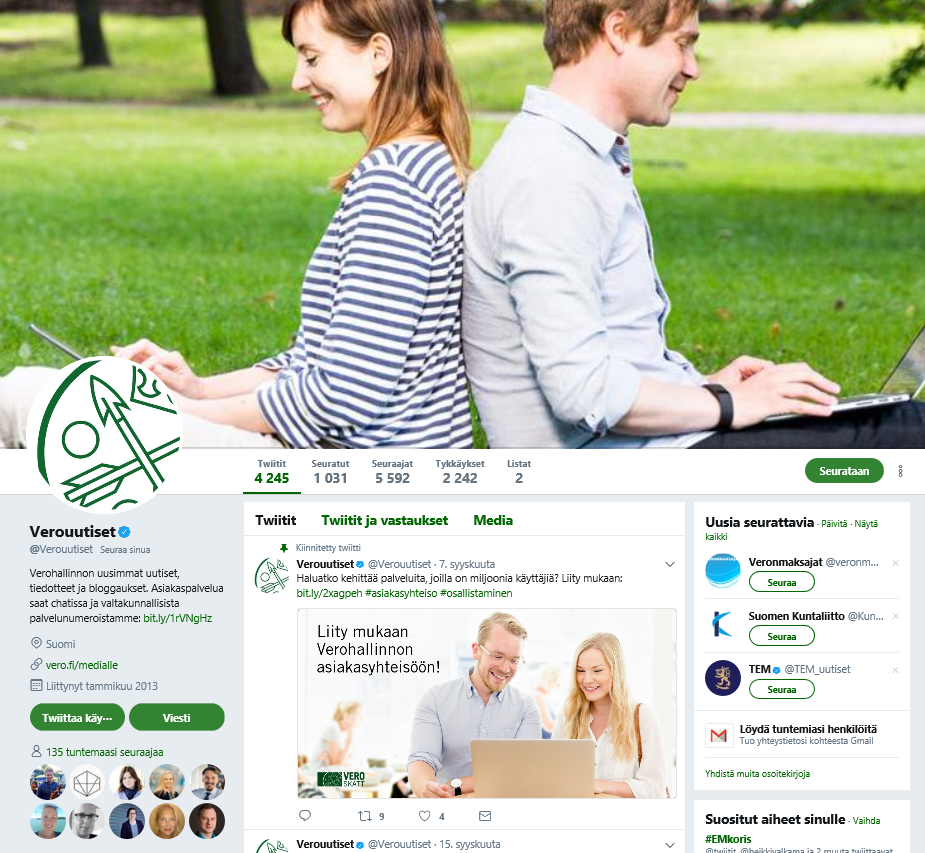 Twiitit
4 245
Seuratut
1 031
Seuraajat
5 592
Tykkäykset
2 242
Listat
2
Seurataan
Verouutiset
@Verouutiset Seuraa sinua
Verohallinnon uusimmat uutiset,
tiedotteet ja bloggaukset. Asiakaspalvelua
saat chatissa ja valtakunnallisista
palvelunumeroistamme: bit.ly/1rVNgHz
Suomi
vero.fi/medialle
Liittynyt tammikuu 2013
Twiittaa käy...
Viesti
135 tuntemaasi seuraajaa
Twiitit
Twiitit ja vastaukset
Media
Kiinnitetty twiitti
Verouutiset @Verouutiset · 7. syyskuuta
Haluatko kehittää palveluita, joilla on miljoonia käyttäjiä? Liity mukaan:
bit.ly/2xagpeh #asiakasyhteiso #osallistaminen
Liity mukaan
Verohallinnon
asiakasyhteisöön!
VERO
SKATT
9
4
Verouutiset @Verouutiset · 15. syyskuuta
Uusia seurattavia · Päivitä · Näytä
kaikki
Veronmaksajat @veronm...
Seuraa
Suomen Kuntaliitto @Kun...
Seuraa
TEM @TEM_uutiset
Seuraa
Löydä tuntemiasi henkilöitä
Tuo yhteystietosi kohteesta Gmail
Yhdistä muita osoitekirjoja
Suositut aiheet sinulle · Vaihda
#EMkoris
@twiitit, @heikkivalkama ja 2 muuta twiittaavat